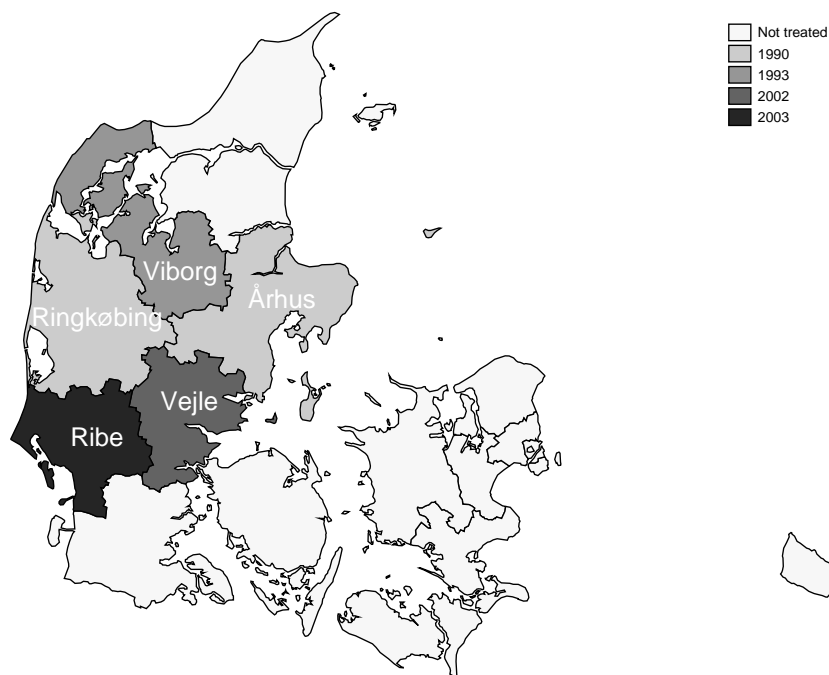 Not treated
1990
1993
2002
2003
Viborg
Århus
Ringkøbing
Vejle
Ribe